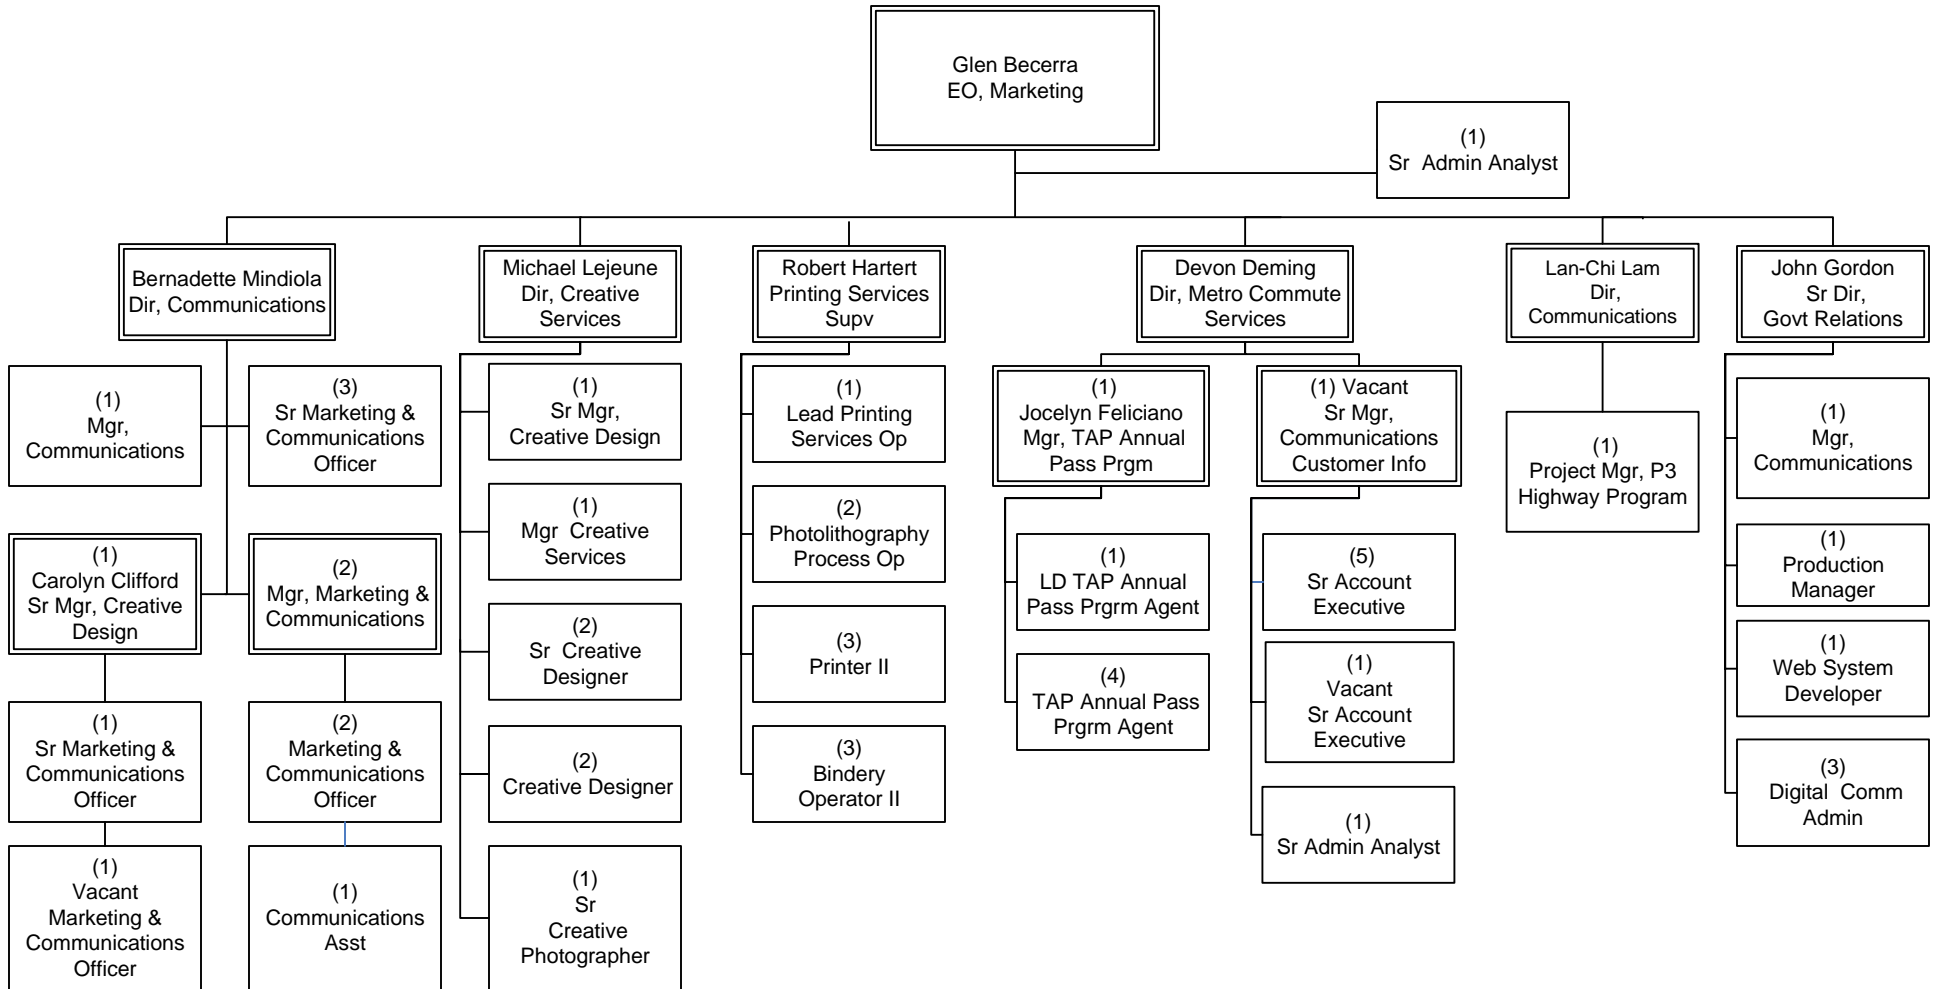 Glen Becerra
EO, Marketing
(1)
Sr Admin Analyst
Bernadette Mindiola
Dir, Communications
Michael Lejeune
Dir, Creative
Services
Robert Hartert
Printing Services
Supv
Devon Deming
Dir, Metro Commute
Services
Lan-Chi Lam
Dir,
Communications
John Gordon
Sr Dir,
Govt Relations
(1)
Mgr,
Communications
(3)
Sr Marketing &
Communications
Officer
(1)
Carolyn Clifford
Sr Mgr, Creative
Design
(2)
Mgr, Marketing &
Communications
(1)
Sr Marketing &
Communications
Officer
(2)
Marketing &
Communications
Officer
(1)
Vacant
Marketing &
Communications
Officer
(1)
Communications
Asst
(1)
Sr Mgr,
Creative Design
(1)
Mgr Creative
Services
(2)
Sr Creative
Designer
(2)
Creative Designer
(1)
Sr
Creative
Photographer
(1)
Lead Printing
Services Op
(2)
Photolithography
Process Op
(3)
Printer II
(3)
Bindery
Operator II
(1)
Jocelyn Feliciano
Mgr, TAP Annual
Pass Prgm
(1) Vacant
Sr Mgr,
Communications
Customer Info
(1)
LD TAP Annual
Pass Prgrm Agent
(4)
TAP Annual Pass
Prgrm Agent
(5)
Sr Account
Executive
(1)
Vacant
Sr Account
Executive
(1)
Sr Admin Analyst
(1)
Project Mgr, P3
Highway Program
(1)
Mgr,
Communications
(1)
Production
Manager
(1)
Web System
Developer
(3)
Digital Comm
Admin